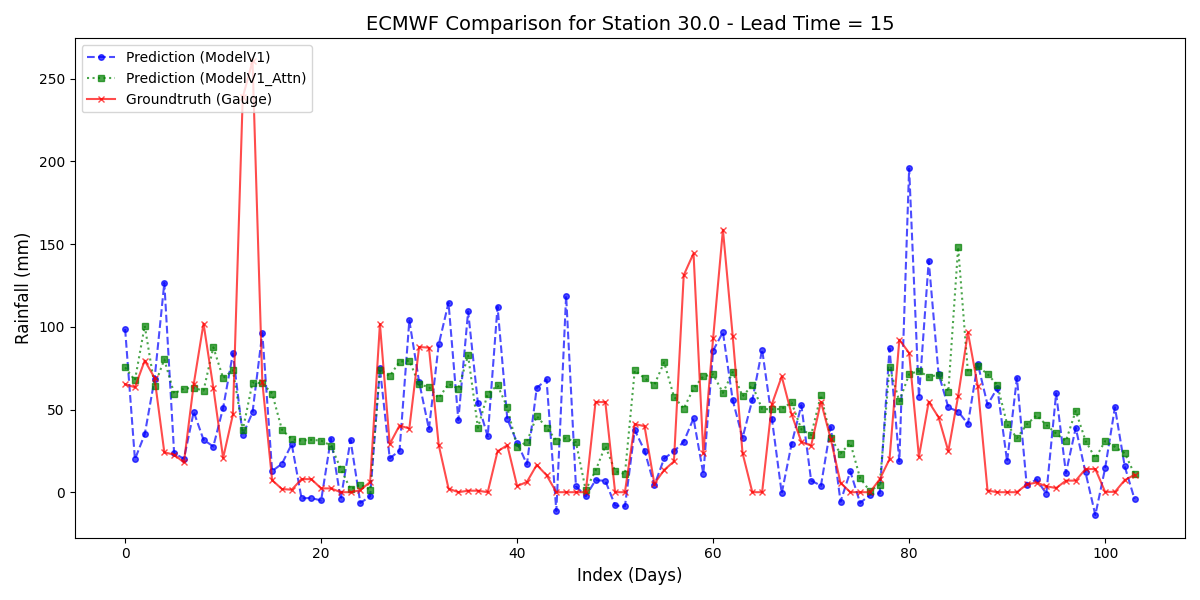 ECMWF Comparison for Station 30.0 - Lead Time = 15
Prediction (ModelV1)
Prediction (ModelV1_Attn)
Groundtruth (Gauge)
250
200
150
100
50
0
Rainfall (mm)
0 20 40 60 80 100
Index (Days)